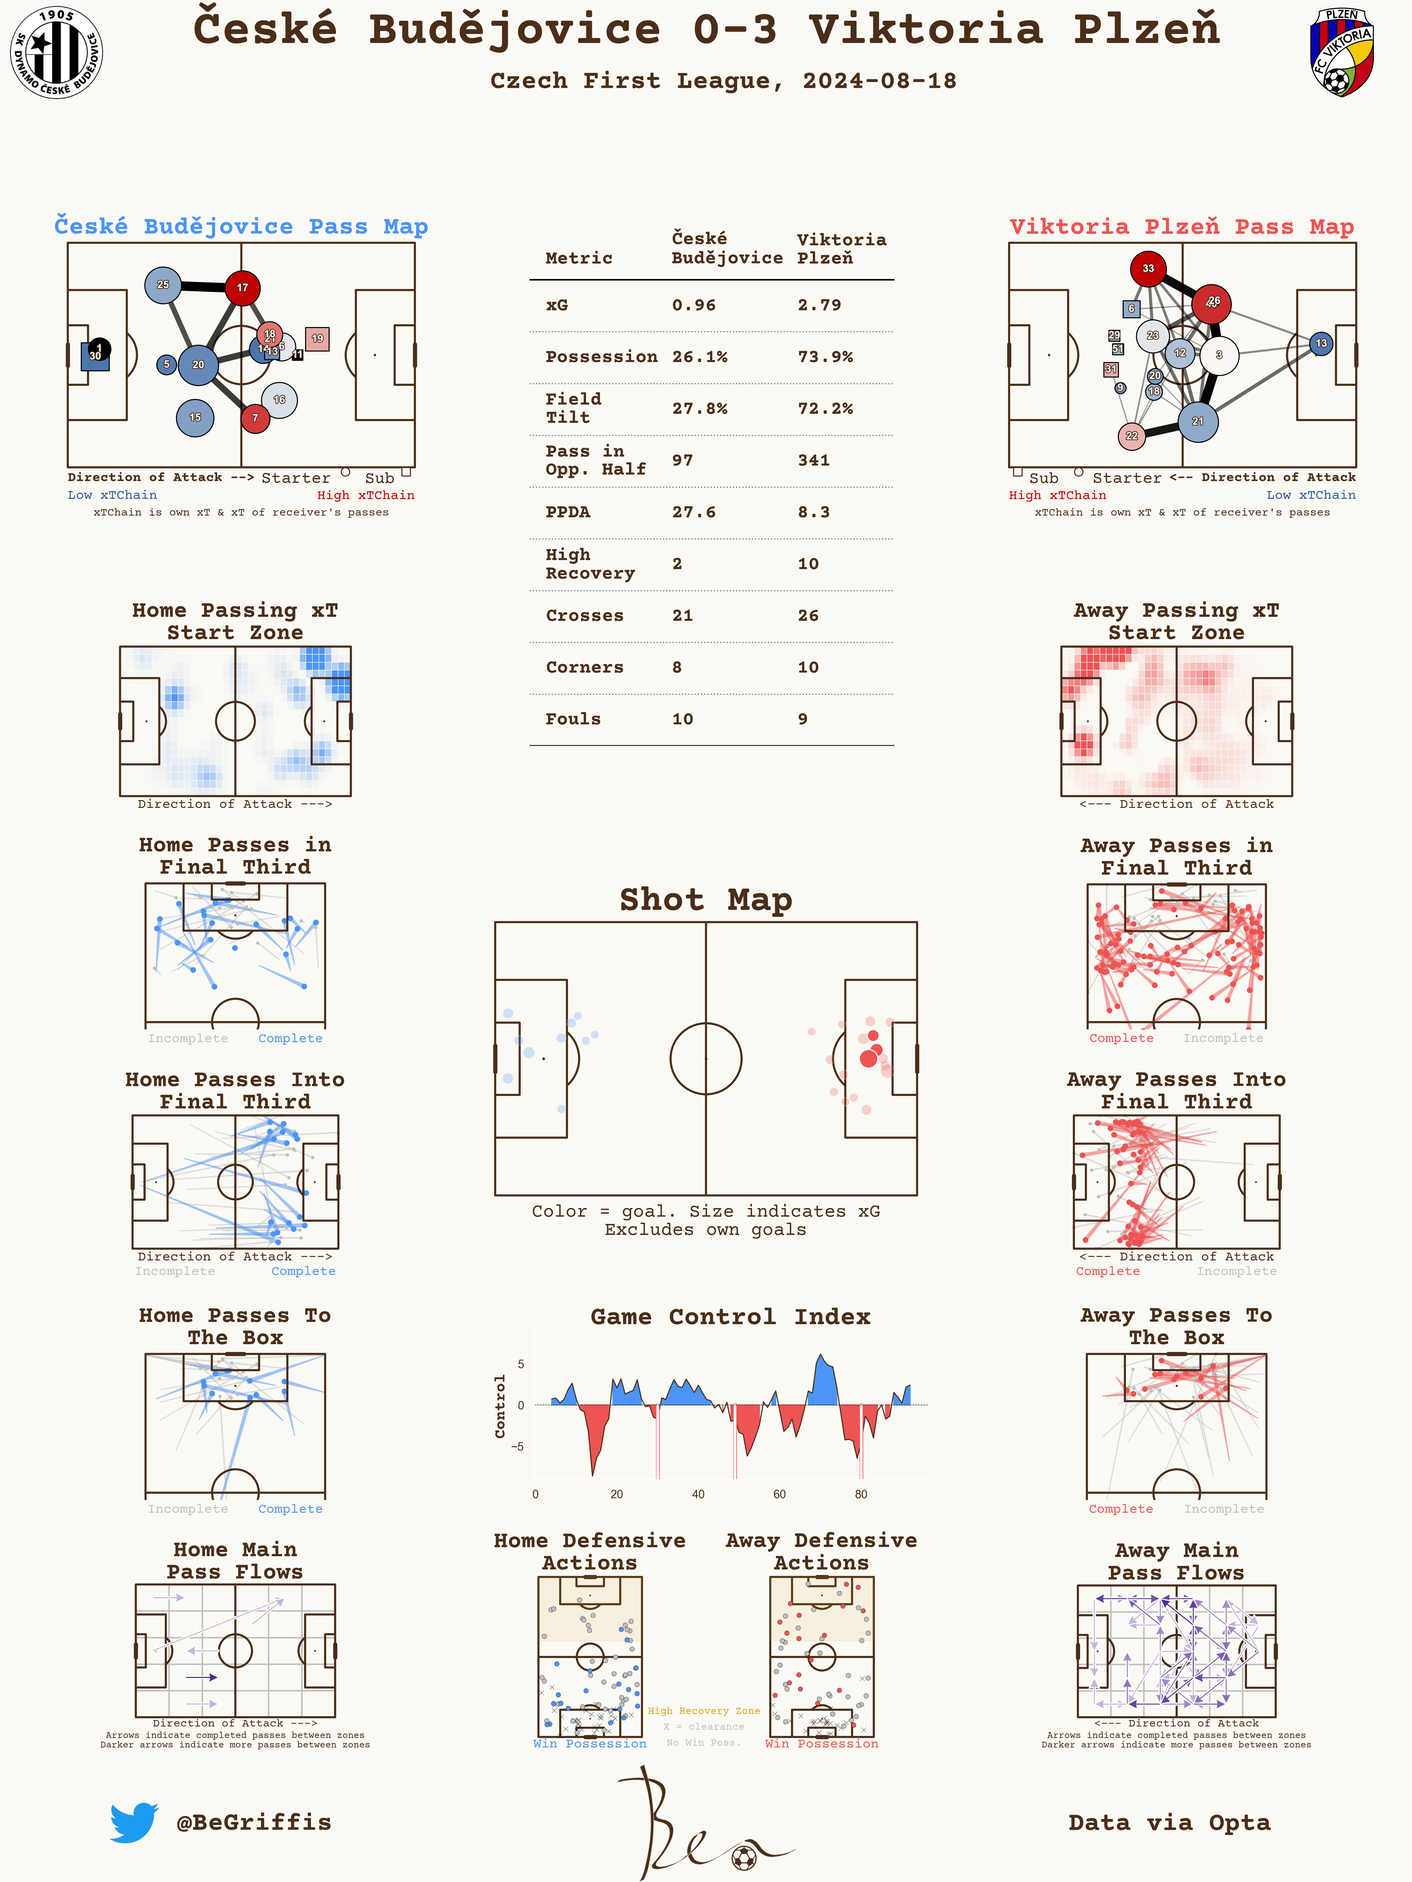 České Budějovice 0-3 Viktoria Plzeň
Czech First League, 2024-08-18
1905
SK DYNAMO ČESKÉ BUDĚJOVICE
PLZEŇ
FC VIKTORIA
České Budějovice Pass Map
25
17
18
19
14
13
6
11
1
30
5
20
15
16
7
Direction of Attack --> Starter Sub
Low xTChain High xTChain
xTChain is own xT & xT of receiver's passes
Metric České Budějovice Viktoria Plzeň
xG 0.96 2.79
Possession 26.1% 73.9%
Field Tilt 27.8% 72.2%
Pass in Opp. Half 97 341
PPDA 27.6 8.3
High Recovery 2 10
Crosses 21 26
Corners 8 10
Fouls 10 9
Viktoria Plzeň Pass Map
33
26
6
29
23
51
12
3
13
31
20
9
18
21
22
Sub Starter <-- Direction of Attack
High xTChain Low xTChain
xTChain is own xT & xT of receiver's passes
Home Passing xT
Start Zone
Direction of Attack --->
Away Passing xT
Start Zone
<--- Direction of Attack
Home Passes in
Final Third
Incomplete Complete
Away Passes in
Final Third
Complete Incomplete
Shot Map
Color = goal. Size indicates xG
Excludes own goals
Home Passes Into
Final Third
Direction of Attack --->
Incomplete Complete
Away Passes Into
Final Third
<--- Direction of Attack
Complete Incomplete
Home Passes To
The Box
Incomplete Complete
Game Control Index
Control
5
0
−5
0 20 40 60 80
Away Passes To
The Box
Complete Incomplete
Home Main
Pass Flows
Direction of Attack --->
Arrows indicate completed passes between zones
Darker arrows indicate more passes between zones
Home Defensive
Actions
Win Possession
High Recovery Zone
X = clearance
No Win Poss.
Away Defensive
Actions
Win Possession
Away Main
Pass Flows
<--- Direction of Attack
Arrows indicate completed passes between zones
Darker arrows indicate more passes between zones
@BeGriffis
Ben
Data via Opta